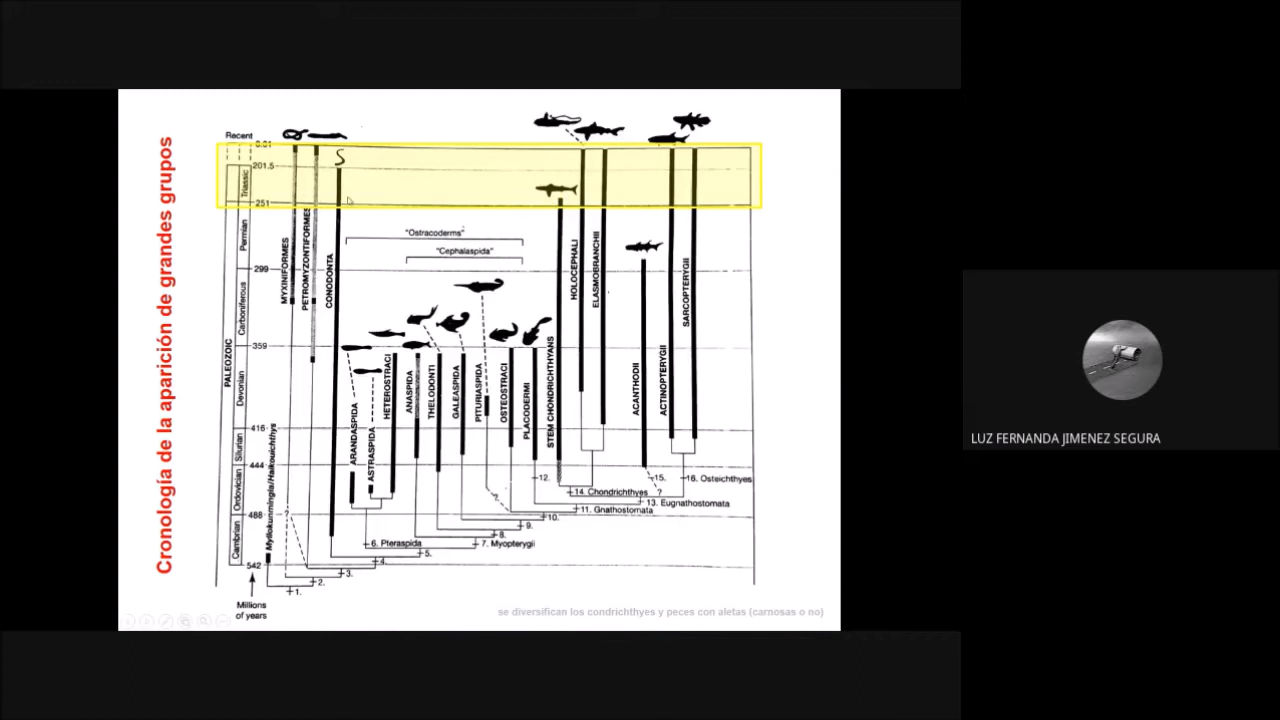 Cronología de la aparición de grandes grupos
Recent
0.01
201.5
Triassic
251
Permian
299
Carboniferous
359
PALEOZOIC
Devonian
416
Silurian
444
Ordovician
488
Cambrian
542
Millions
of years
Myllokunmingia/Haikouichthys
MYXINIFORMES
PETROMYZONTIFORMES
CONODONTA
"Ostracoderms"
"Cephalaspida"
ARANDASPIDA
ASTRASPIDA
HETEROSTRACI
ANASPIDA
THELODONTI
GALEASPIDA
PITURIASPIDA
OSTEOSTRACI
PLACODERMI
STEM CHONDRICHTHYANS
HOLOCEPHALI
ELASMOBRANCHII
ACANTHODII
ACTINOPTERYGII
SARCOPTERYGII
12.
15.
16. Osteichthyes
14. Chondrichthyes
?
13. Eugnathostomata
?
11. Gnathostomata
?
10.
9.
8.
6. Pteraspida
7. Myopterygii
5.
4.
3.
2.
1.
se diversifican los condrichthyes y peces con aletas (carnosas o no)
LUZ FERNANDA JIMENEZ SEGURA